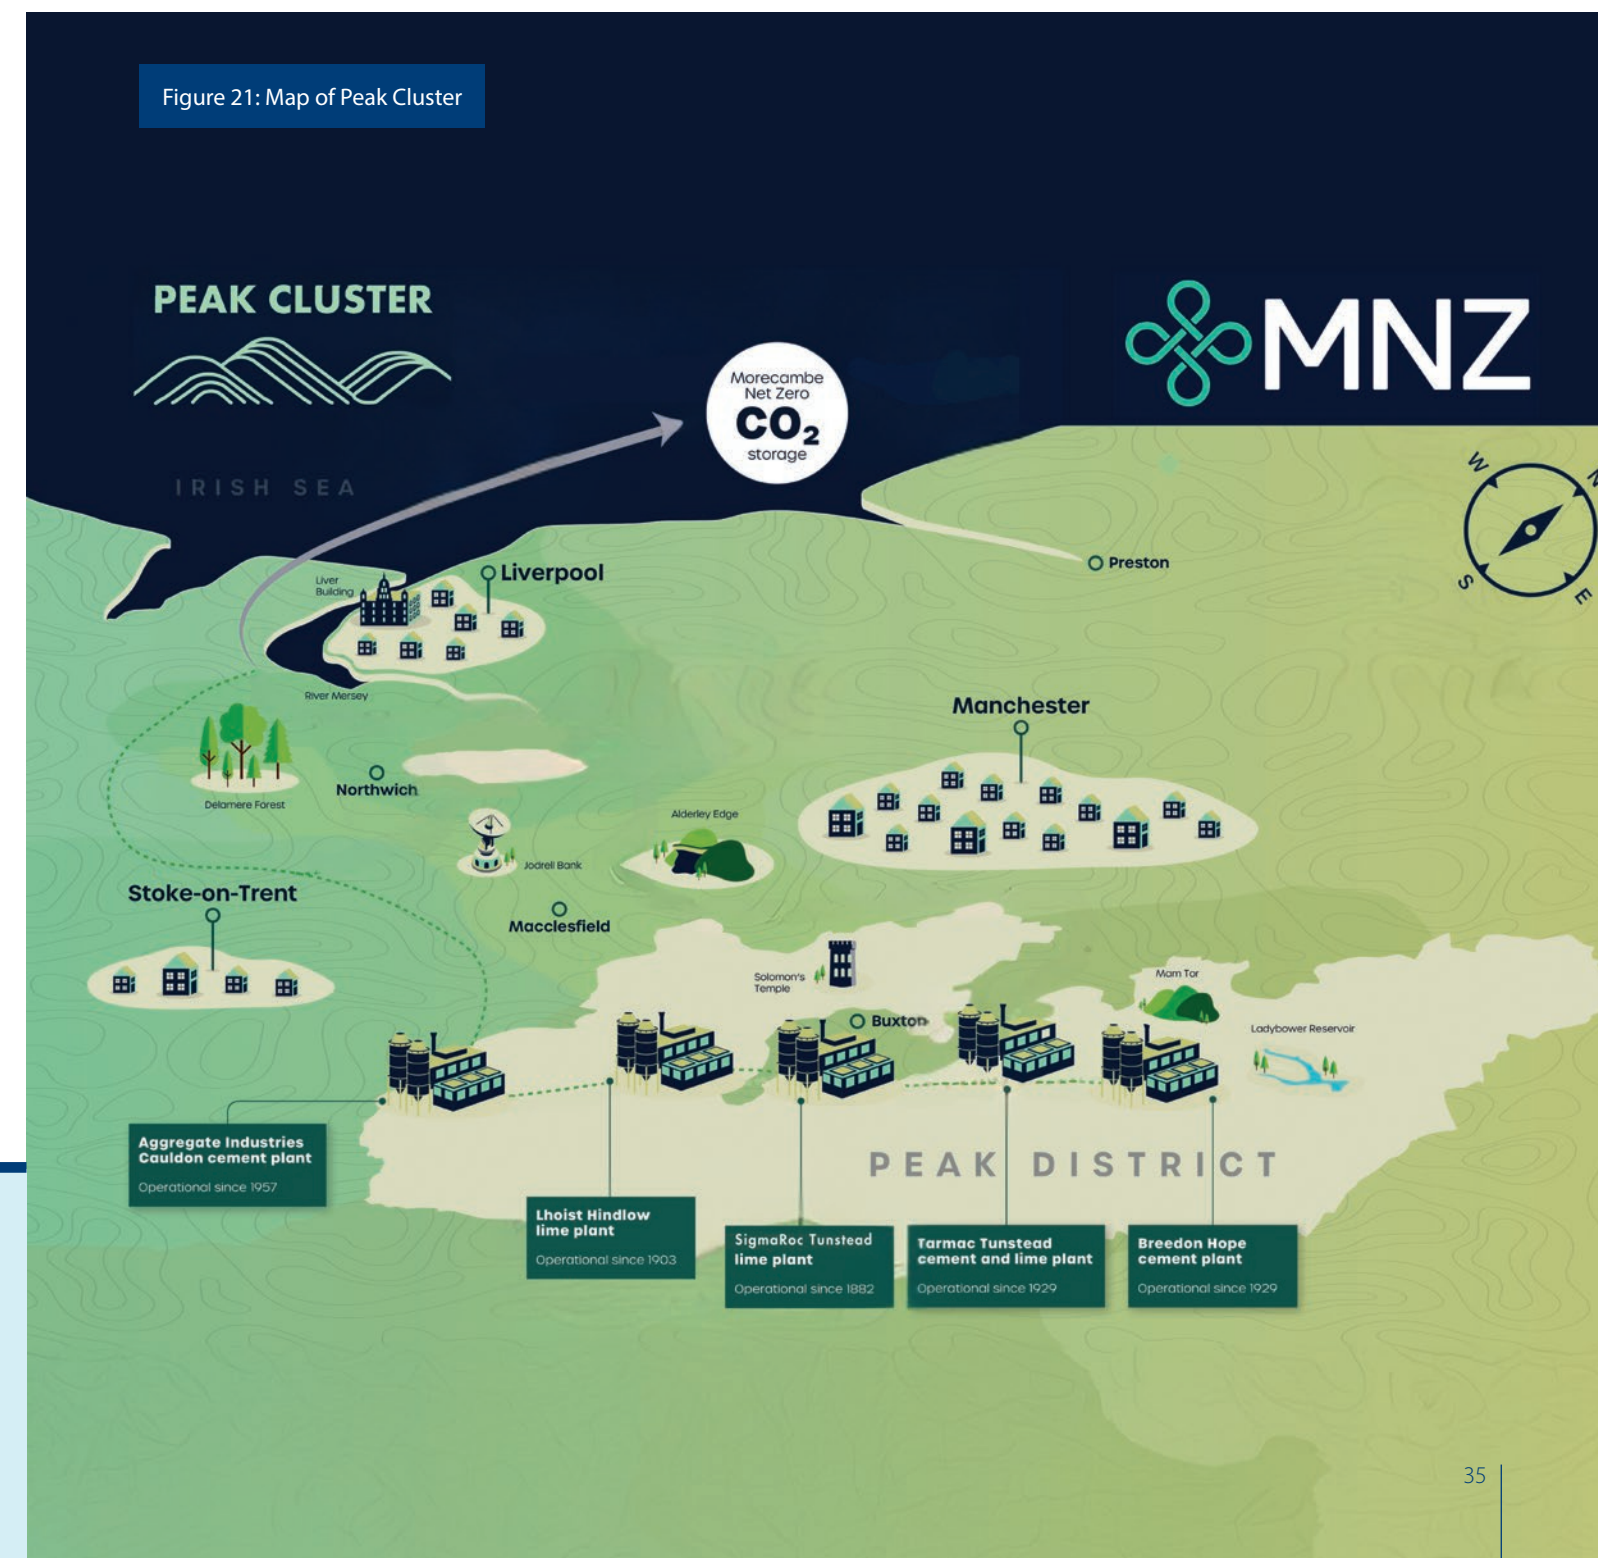 Figure 21: Map of Peak Cluster
PEAK CLUSTER
MNZ
Morecambe
Net Zero
CO₂
storage
IRISH SEA
W
N
S
E
Preston
Liverpool
Liver
Building
River Mersey
Manchester
Delamere Forest
Northwich
Alderley Edge
Jodrell Bank
Stoke-on-Trent
Macclesfield
Solomon's
Temple
Mam Tor
Buxton
Ladybower Reservoir
PEAK DISTRICT
Aggregate Industries
Cauldon cement plant
Operational since 1957
Lhoist Hindlow
lime plant
Operational since 1903
SigmaRoc Tunstead
lime plant
Operational since 1882
Tarmac Tunstead
cement and lime plant
Operational since 1929
Breedon Hope
cement plant
Operational since 1929
35